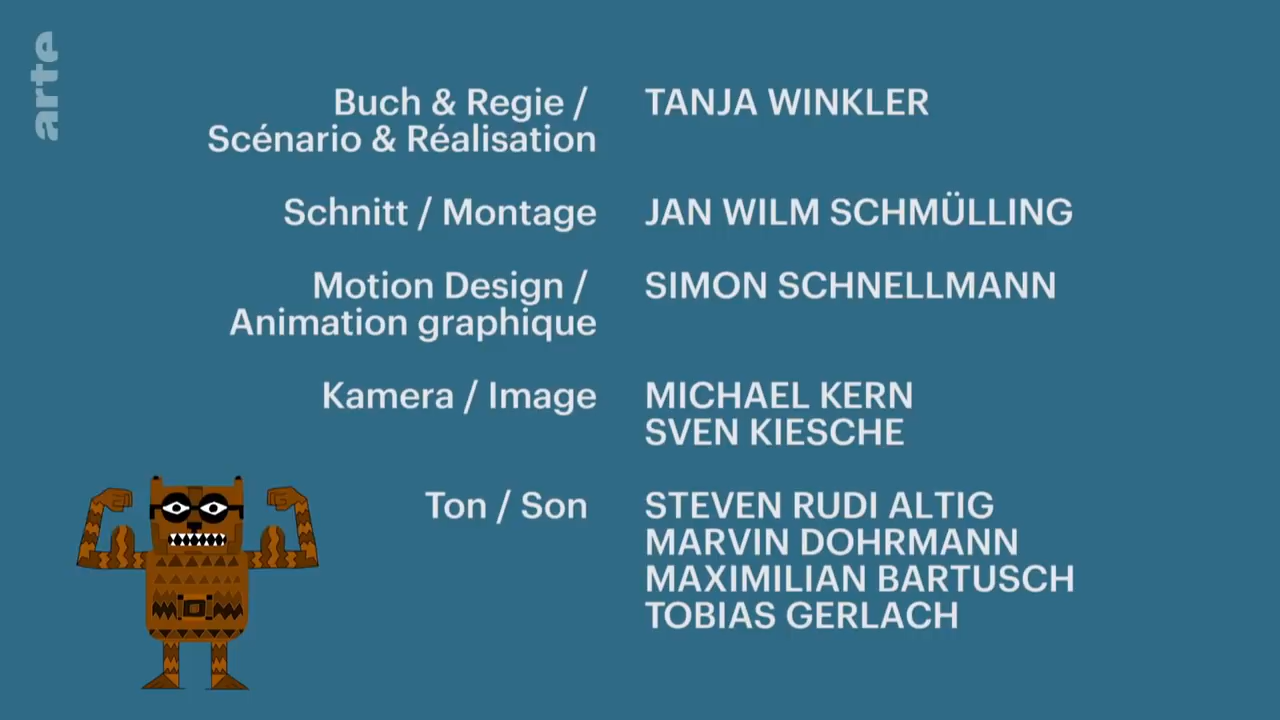 arte
Buch & Regie / TANJA WINKLER
Scénario & Réalisation
Schnitt / Montage JAN WILM SCHMÜLLING
Motion Design / SIMON SCHNELLMANN
Animation graphique
Kamera / Image MICHAEL KERN
SVEN KIESCHE
Ton / Son STEVEN RUDI ALTIG
MARVIN DOHRMANN
MAXIMILIAN BARTUSCH
TOBIAS GERLACH